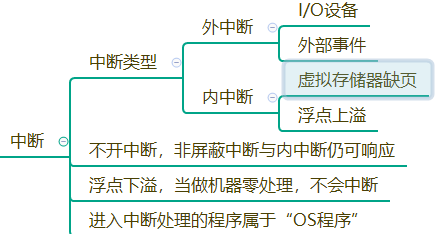 I/O设备
外中断
外部事件
中断类型
虚拟存储器缺页
内中断
浮点上溢
中断
不开中断，非屏蔽中断与内中断仍可响应
浮点下溢，当做机器零处理，不会中断
进入中断处理的程序属于“OS程序”